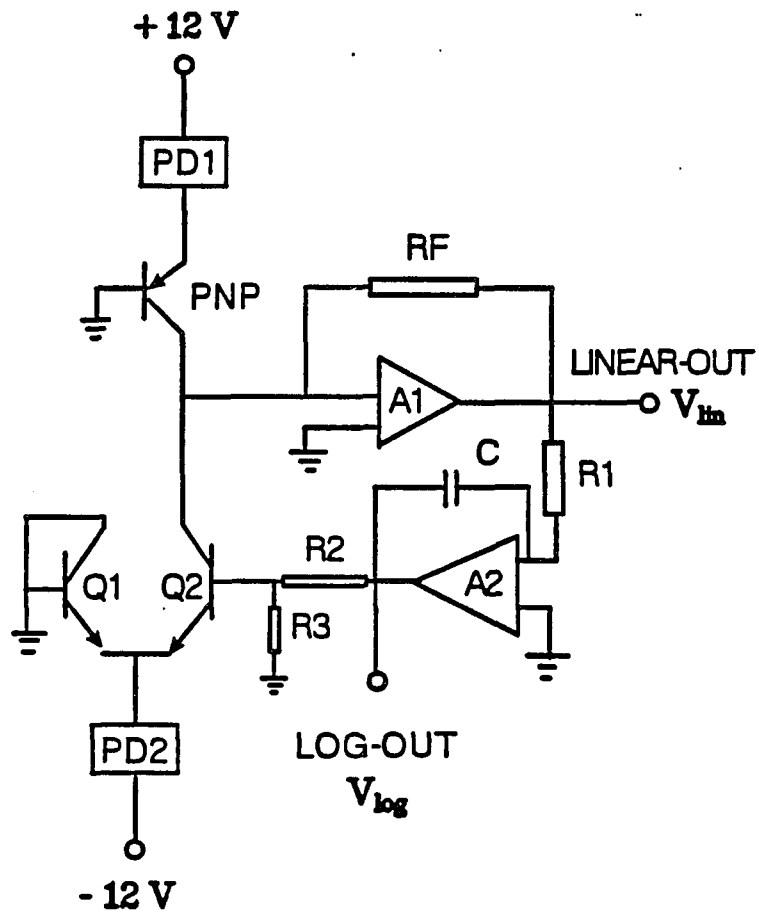 + 12 V
PD1
PNP
RF
A1
LINEAR-OUT
V_lin
C
R1
R2
A2
Q1
Q2
R3
PD2
LOG-OUT
V_log
- 12 V